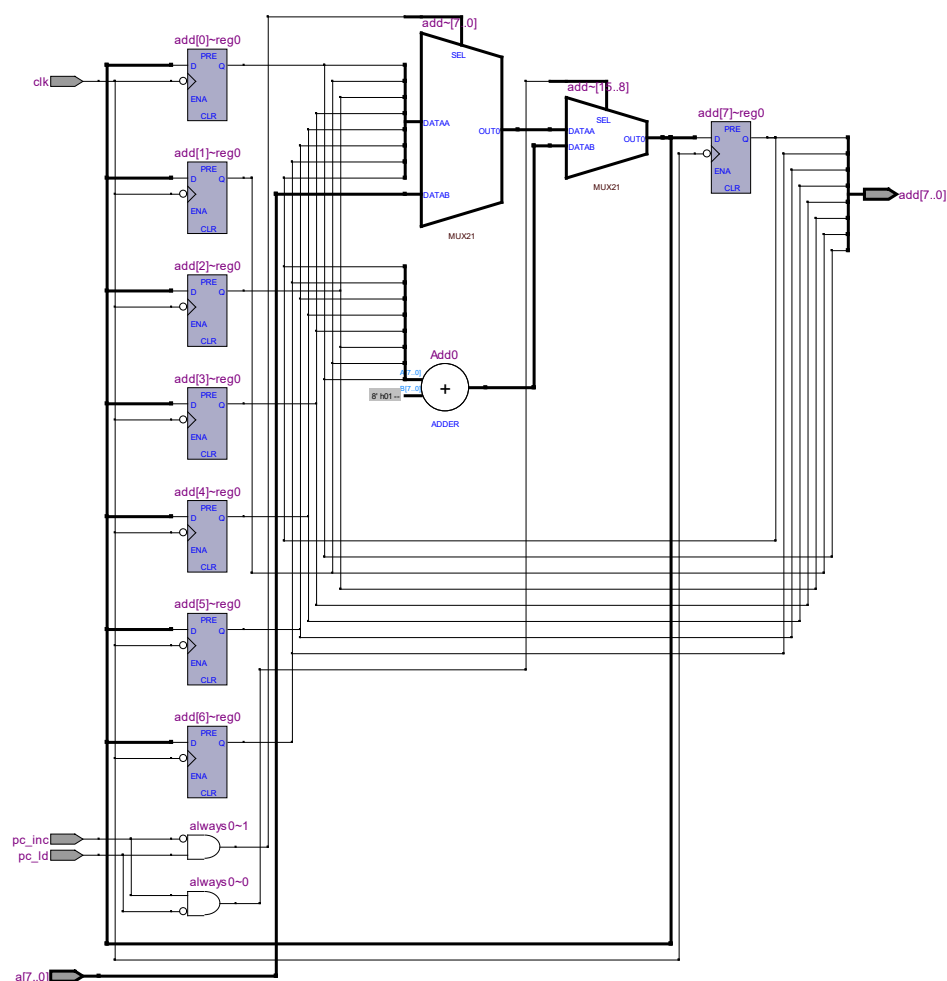 add~[7..0]
SEL
DATAA
DATAB
OUT0
MUX21
add~[15..8]
SEL
DATAA
DATAB
OUT0
MUX21
add[7]~reg0
PRE
D Q
ENA
CLR
add[7..0]
clk
add[0]~reg0
PRE
D Q
ENA
CLR
add[1]~reg0
PRE
D Q
ENA
CLR
add[2]~reg0
PRE
D Q
ENA
CLR
add[3]~reg0
PRE
D Q
ENA
CLR
add[4]~reg0
PRE
D Q
ENA
CLR
add[5]~reg0
PRE
D Q
ENA
CLR
add[6]~reg0
PRE
D Q
ENA
CLR
Add0
A[7..0]
B[7..0]
8' h01 --
+
ADDER
always0~1
pc_inc
pc_ld
always0~0
a[7..0]